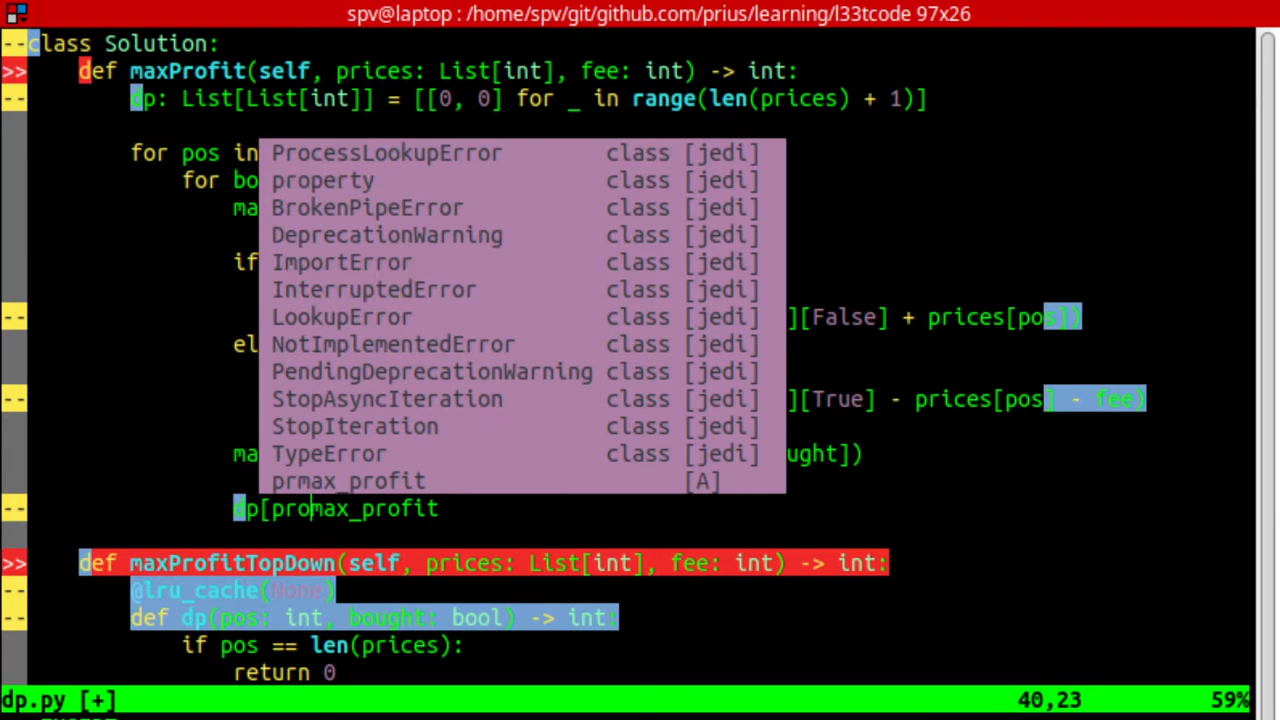 spv@laptop : /home/spv/git/github.com/prius/learning/l33tcode 97x26
--class Solution:
>> def maxProfit(self, prices: List[int], fee: int) -> int:
-- dp: List[List[int]] = [[0, 0] for _ in range(len(prices) + 1)]
for pos in ProcessLookupError class [jedi]
for bo property class [jedi]
ma BrokenPipeError class [jedi]
DeprecationWarning class [jedi]
if ImportError class [jedi]
InterruptedError class [jedi]
-- LookupError class [jedi] ][False] + prices[pos])
el NotImplementedError class [jedi]
PendingDeprecationWarning class [jedi]
-- StopAsyncIteration class [jedi] ][True] - prices[pos] - fee)
StopIteration class [jedi]
ma TypeError class [jedi] ught])
prmax_profit [A]
-- dp[promax_profit
>> def maxProfitTopDown(self, prices: List[int], fee: int) -> int:
-- @lru_cache(None)
-- def dp(pos: int, bought: bool) -> int:
if pos == len(prices):
return 0
dp.py [+] 40,23 59%